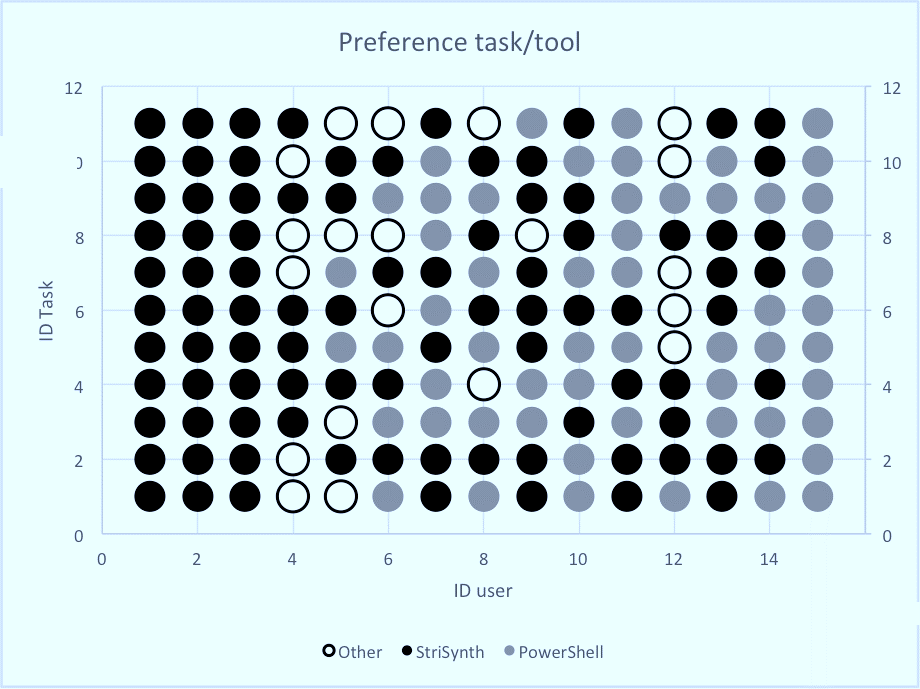 Preference task/tool
12 12
10
8 8
6 6
4 4
2 2
0 0
ID Task
0 2 4 6 8 10 12 14
ID user
Other StriSynth PowerShell